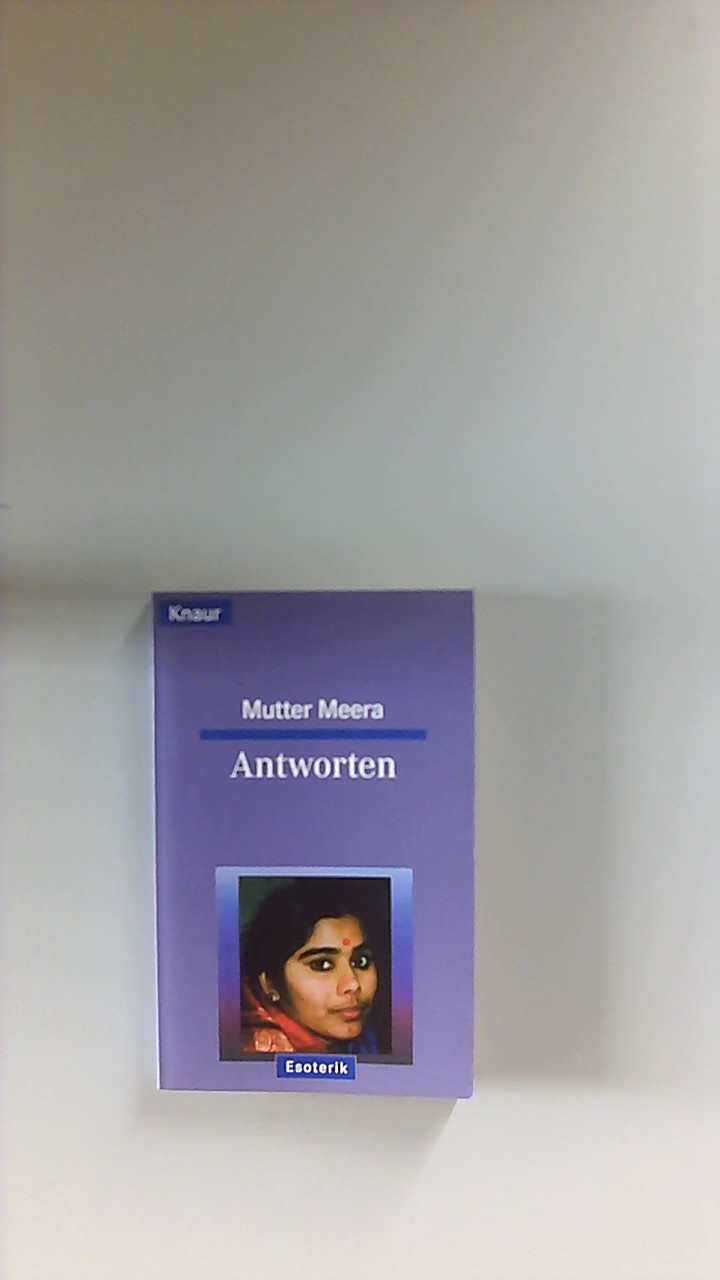 Knaur
Mutter Meera
Antworten
Esoterik